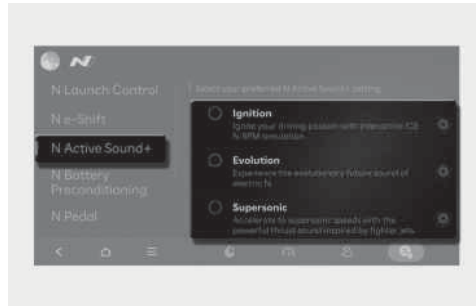 N
N Launch Control
Select your preferred N Active Sound+ setting.
N e-Shift
N Active Sound+
N Battery
Preconditioning
N Pedal
Ignition
Ignite your driving passion with interactive ICE
N RPM simulation.
Evolution
Experience the evolutionary future sound of
electric N.
Supersonic
Accelerate to supersonic speeds with the
powerful thrust sound inspired by fighter jets.